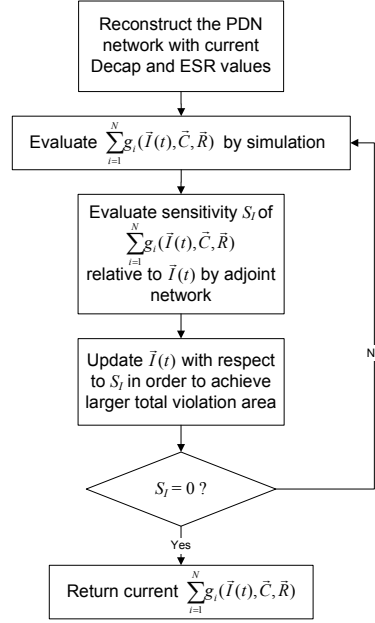 Reconstruct the PDN
network with current
Decap and ESR values
Evaluate $\sum_{i=1}^{N} g_i(\vec{I}(t),\vec{C},\vec{R})$ by simulation
Evaluate sensitivity $S_I$ of
$\sum_{i=1}^{N} g_i(\vec{I}(t),\vec{C},\vec{R})$
relative to $\vec{I}(t)$ by adjoint
network
Update $\vec{I}(t)$ with respect
to $S_I$ in order to achieve
larger total violation area
N
$S_I = 0$ ?
Yes
Return current $\sum_{i=1}^{N} g_i(\vec{I}(t),\vec{C},\vec{R})$